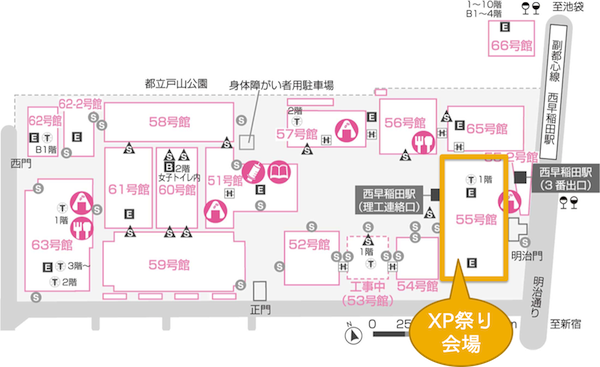 1～10階
B1～4階
至池袋
66号館
副都心線 西早稲田駅
都立戸山公園
身体障がい者用駐車場
62-2号館
62号館
E T
B1階
58号館
2階
T
57号館
56号館
65号館
E
西門
61号館
E
B 2階
女子トイレ内
60号館
51号館
E
西早稲田駅
(理工連絡口)
E
T 1階
55号館
E
西早稲田駅
(3番出口)
明治門
T
1階
63号館
E T 3階～
T 2階
59号館
52号館
1階
T
工事中
(53号館)
54号館
正門
明治通り
至新宿
0 25
m
XP祭り
会場